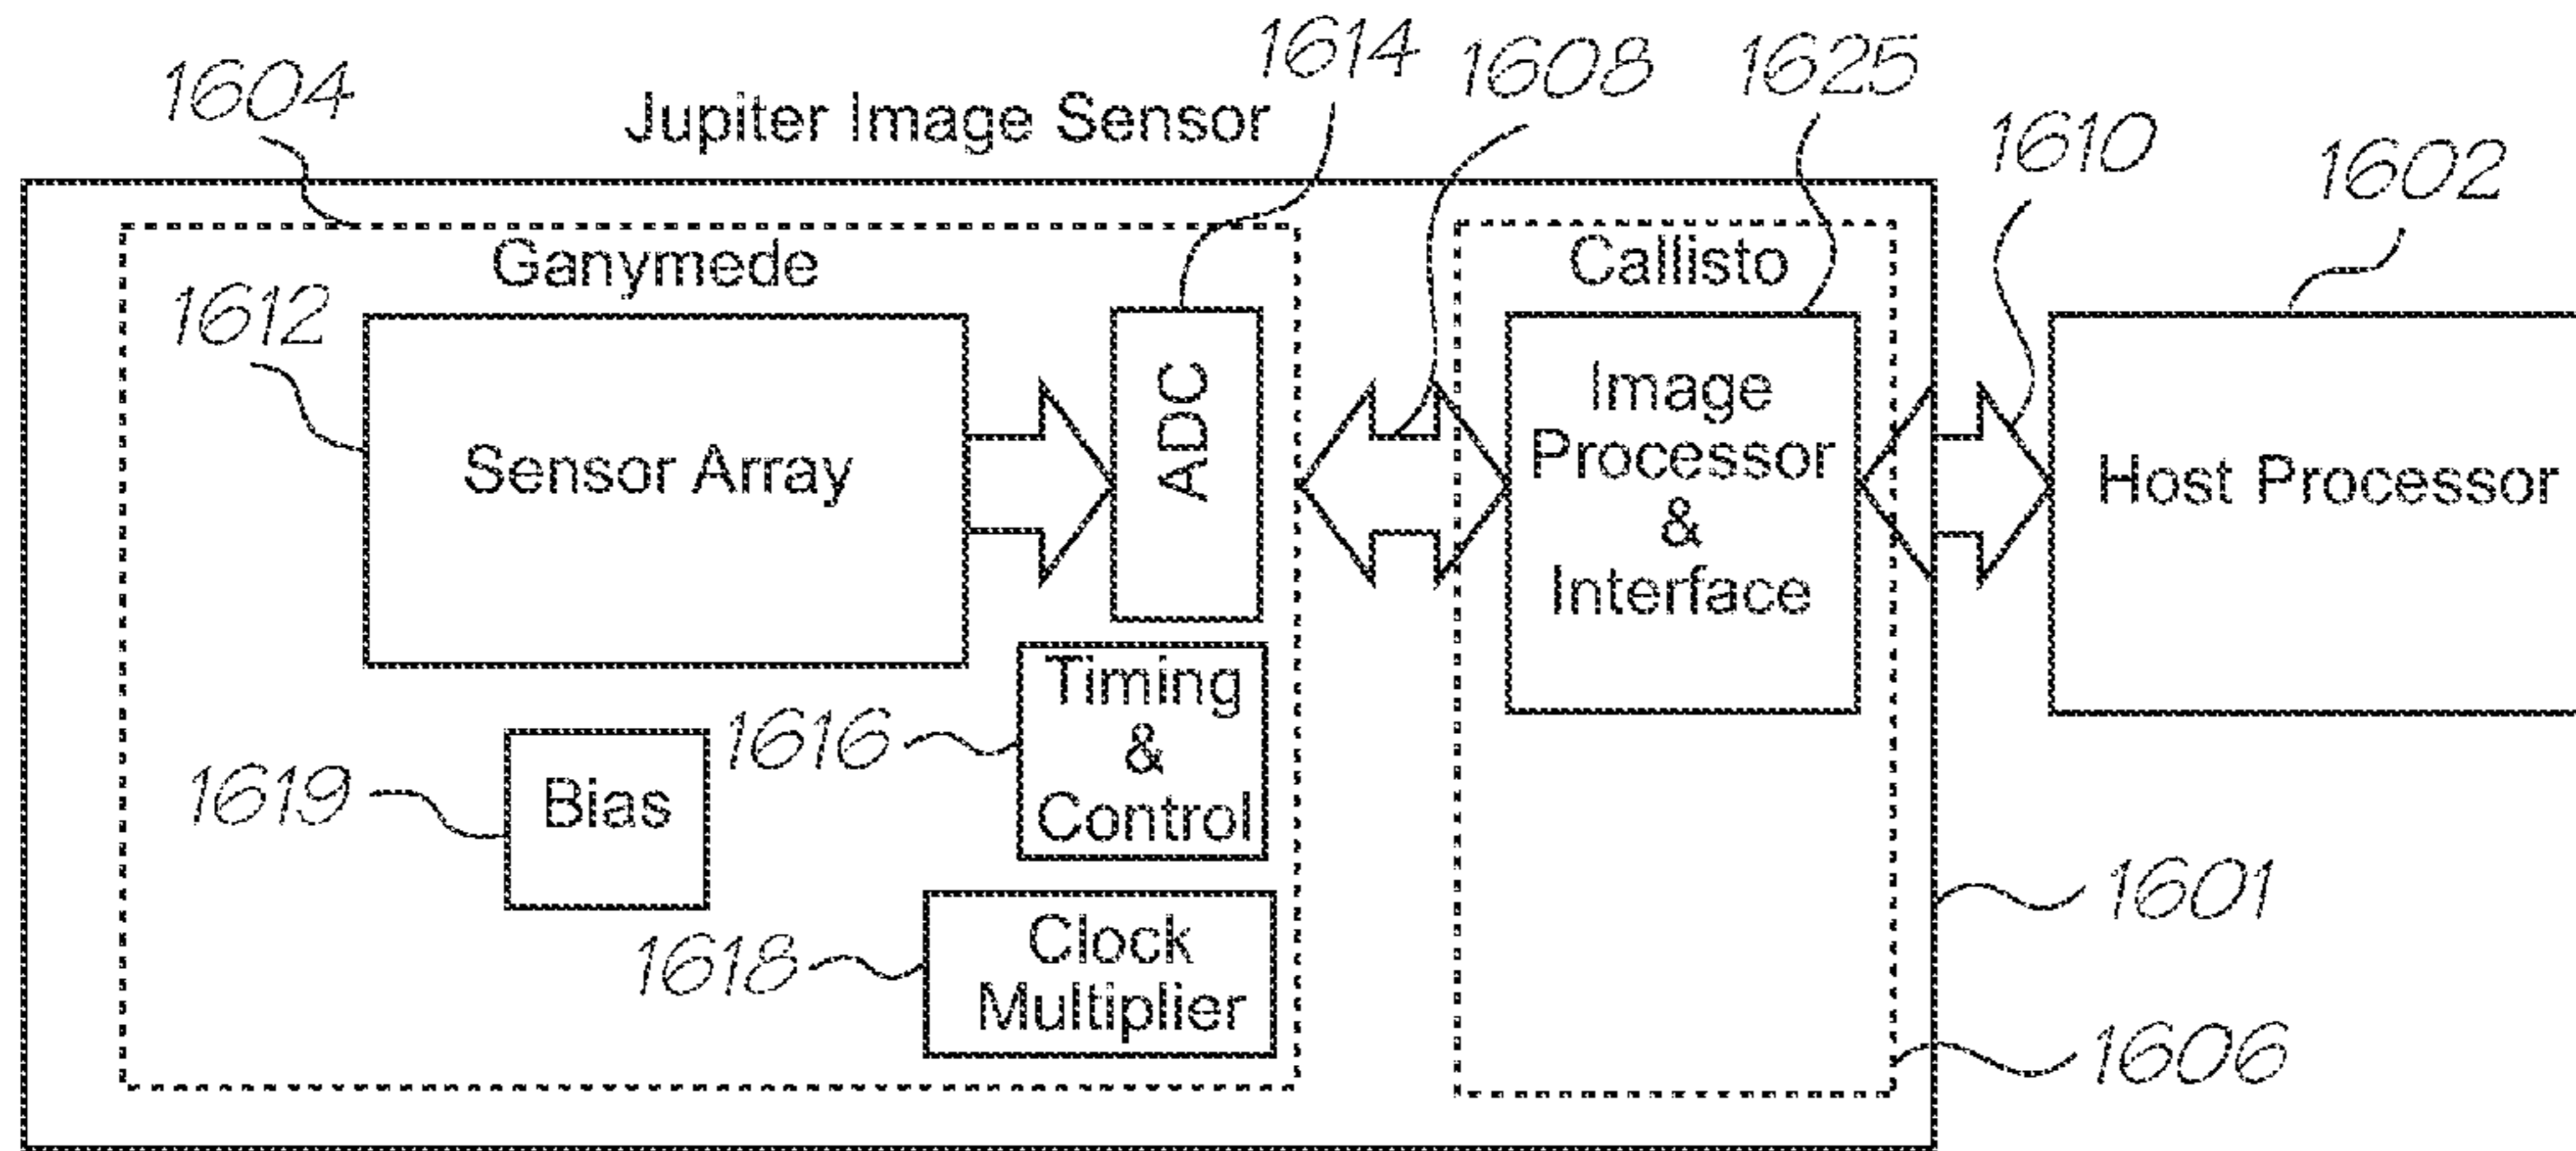 1614
1608
1625
1604
Jupiter Image Sensor
1610
1602
Ganymede
Callisto
1612
Sensor Array
ADC
Image
Processor
&
Interface
Host Processor
1616
Timing
&
Control
1619
Bias
1618
Clock
Multiplier
1601
1606